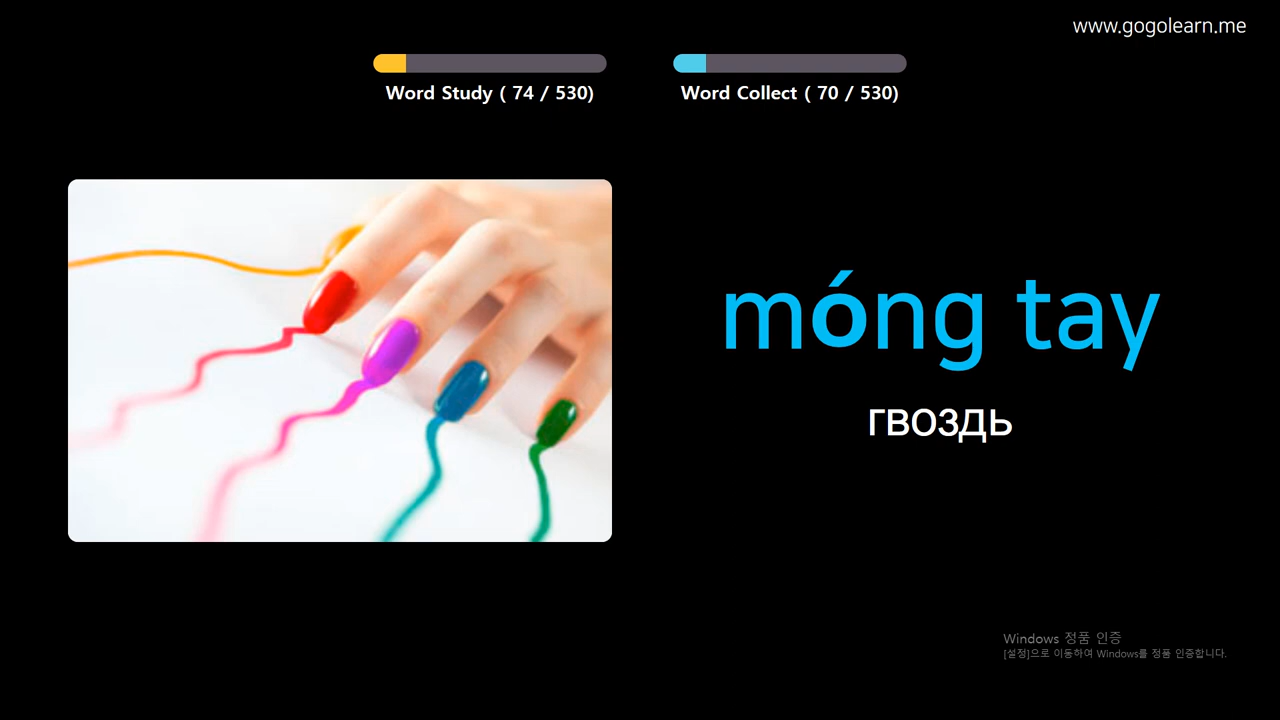 www.gogolearn.me
Word Study ( 74 / 530)
Word Collect ( 70 / 530)
móng tay
гвоздь
Windows 정품 인증
[설정]으로 이동하여 Windows를 정품 인증합니다.